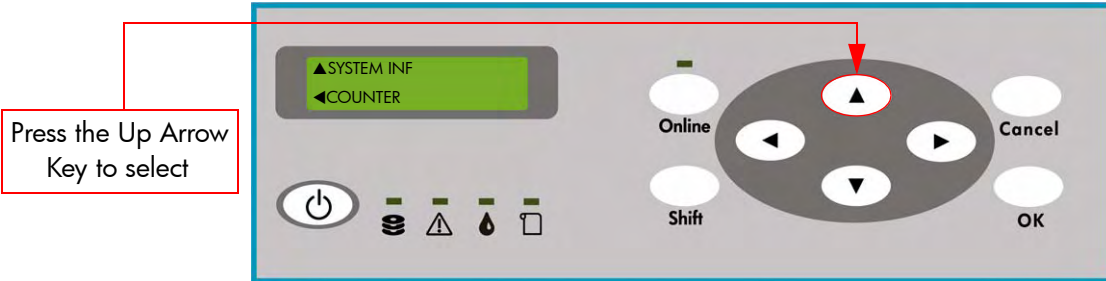 ▲SYSTEM INF
◀COUNTER
Press the Up Arrow
Key to select
Online
Cancel
Shift
OK